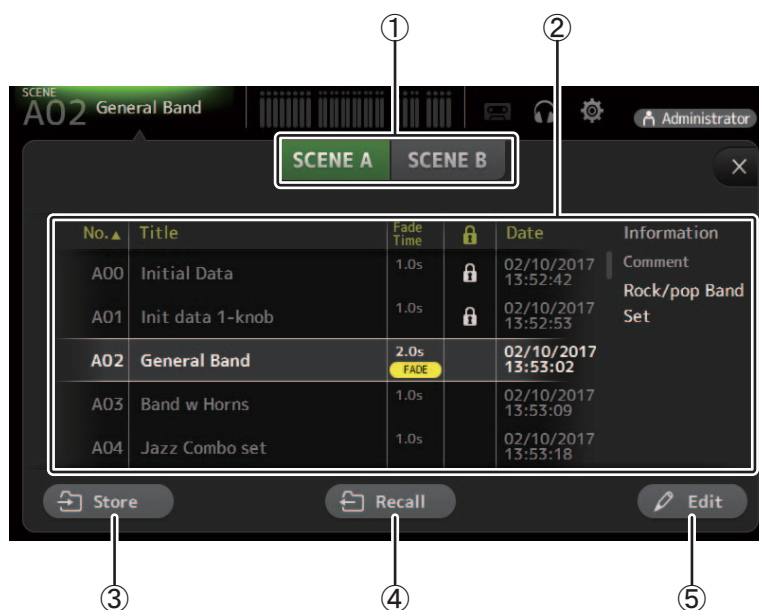 ① ②
SCENE
A02 General Band
Administrator
SCENE A SCENE B
No.▲ Title Fade Time Date Information
A00 Initial Data 1.0s 02/10/2017 13:52:42
Comment
Rock/pop Band
Set
A01 Init data 1-knob 1.0s 02/10/2017 13:52:53
A02 General Band 2.0s FADE 02/10/2017 13:53:02
A03 Band w Horns 1.0s 02/10/2017 13:53:09
A04 Jazz Combo set 1.0s 02/10/2017 13:53:18
Store Recall Edit
③ ④ ⑤